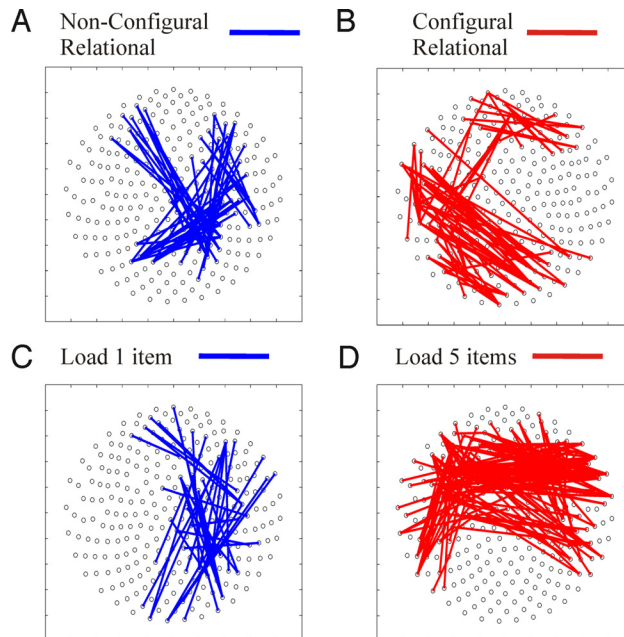 A
Non-Configural
Relational
B
Configural
Relational
C
Load 1 item
D
Load 5 items